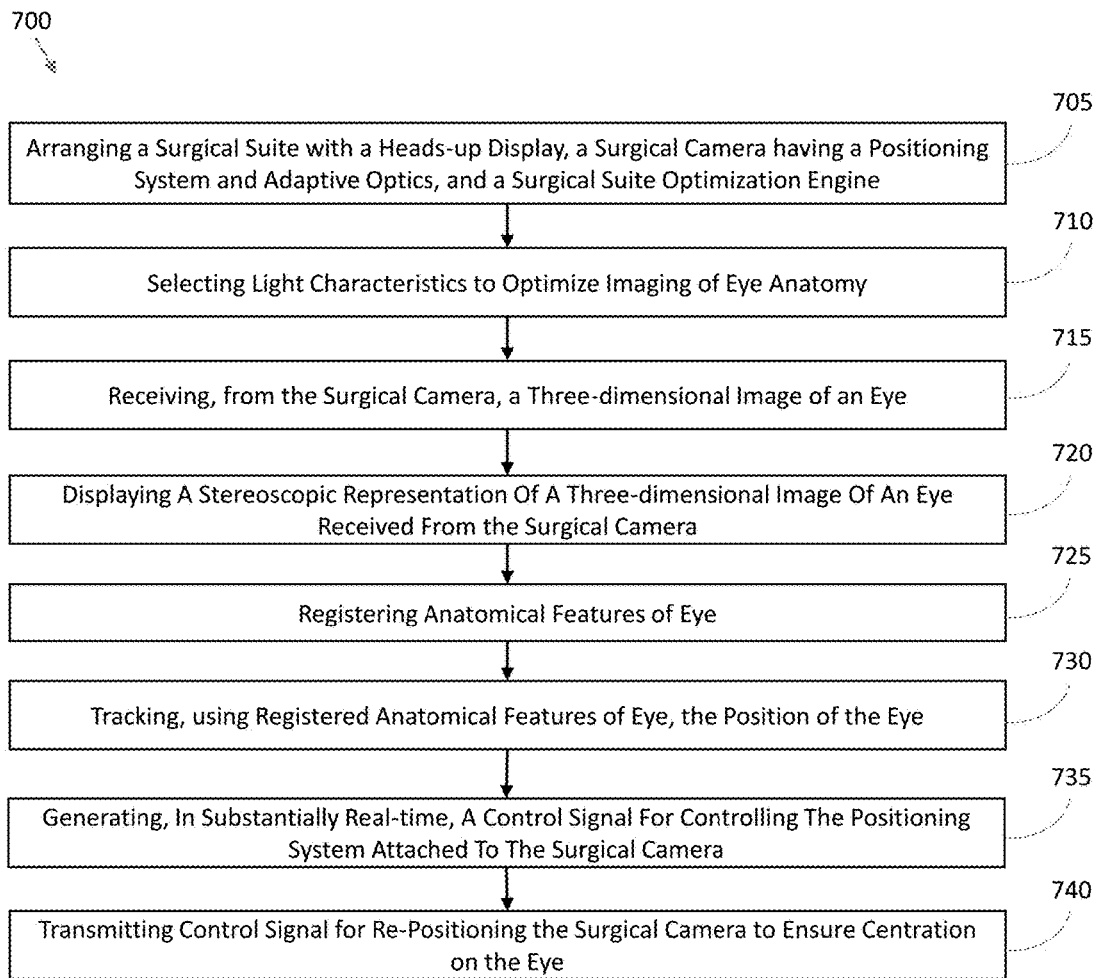 700
705
Arranging a Surgical Suite with a Heads-up Display, a Surgical Camera having a Positioning
System and Adaptive Optics, and a Surgical Suite Optimization Engine
710
Selecting Light Characteristics to Optimize Imaging of Eye Anatomy
715
Receiving, from the Surgical Camera, a Three-dimensional Image of an Eye
720
Displaying A Stereoscopic Representation Of A Three-dimensional Image Of An Eye
Received From the Surgical Camera
725
Registering Anatomical Features of Eye
730
Tracking, using Registered Anatomical Features of Eye, the Position of the Eye
735
Generating, In Substantially Real-time, A Control Signal For Controlling The Positioning
System Attached To The Surgical Camera
740
Transmitting Control Signal for Re-Positioning the Surgical Camera to Ensure Centration
on the Eye